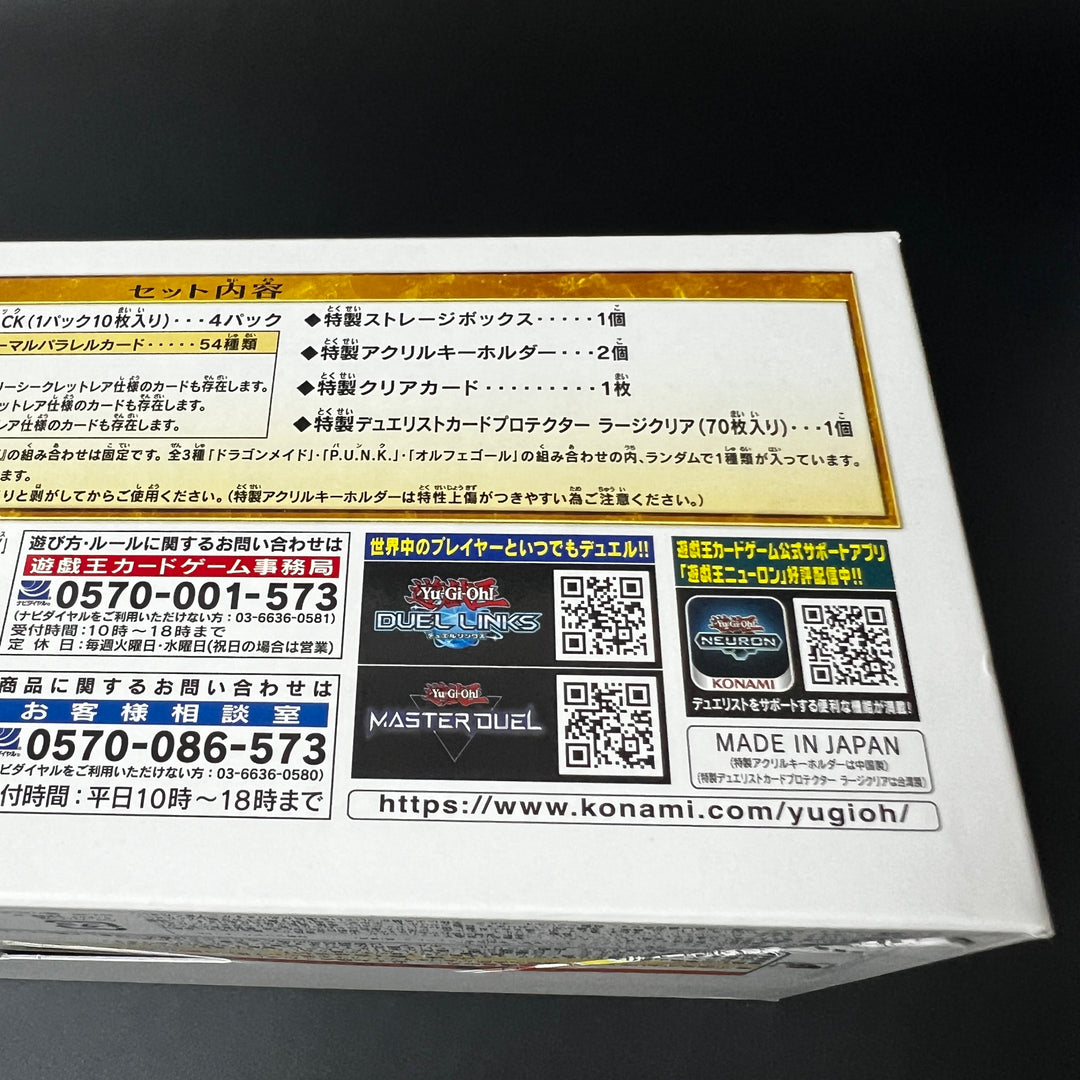 セット内容
CK(1パック10枚入り)・・・4パック
ーマルパラレルカード・・・・・54種類
リーシークレットレア仕様のカードも存在します。
ットレア仕様のカードも存在します。
レア仕様のカードも存在します。
◆特製ストレージボックス・・・・・1個
◆特製アクリルキーホルダー・・・2個
◆特製クリアカード・・・・・・・・・1枚
◆特製デュエリストカードプロテクター ラージクリア(70枚入り)・・・1個
の組み合わせは固定です。全3種「ドラゴンメイド」・「P.U.N.K.」・「オルフェゴール」の組み合わせの内、ランダムで1種類が入っています。
ます。
りと剝がしてからご使用ください。(特製アクリルキーホルダーは特性上傷がつきやすい為ご注意ください。)
遊び方・ルールに関するお問い合わせは
遊戯王カードゲーム事務局
ナビダイヤル 0570-001-573
(ナビダイヤルをご利用いただけない方：03-6636-0581)
受付時間：10時～18時まで
定休日：毎週火曜日・水曜日(祝日の場合は営業)
商品に関するお問い合わせは
お客様相談室
0570-086-573
ビダイヤルをご利用いただけない方：03-6636-0580)
付時間：平日10時～18時まで
世界中のプレイヤーといつでもデュエル!!
Yu-Gi-Oh!
DUEL LINKS
デュエルリンクス
Yu-Gi-Oh!
MASTER DUEL
遊戯王カードゲーム公式サポートアプリ
「遊戯王ニューロン」好評配信中!!
Yu-Gi-Oh!
NEURON
KONAMI
デュエリストをサポートする便利な機能が満載!
MADE IN JAPAN
(特製アクリルキーホルダーは中国製)
(特製デュエリストカードプロテクター ラージクリアは台湾製)
https://www.konami.com/yugioh/